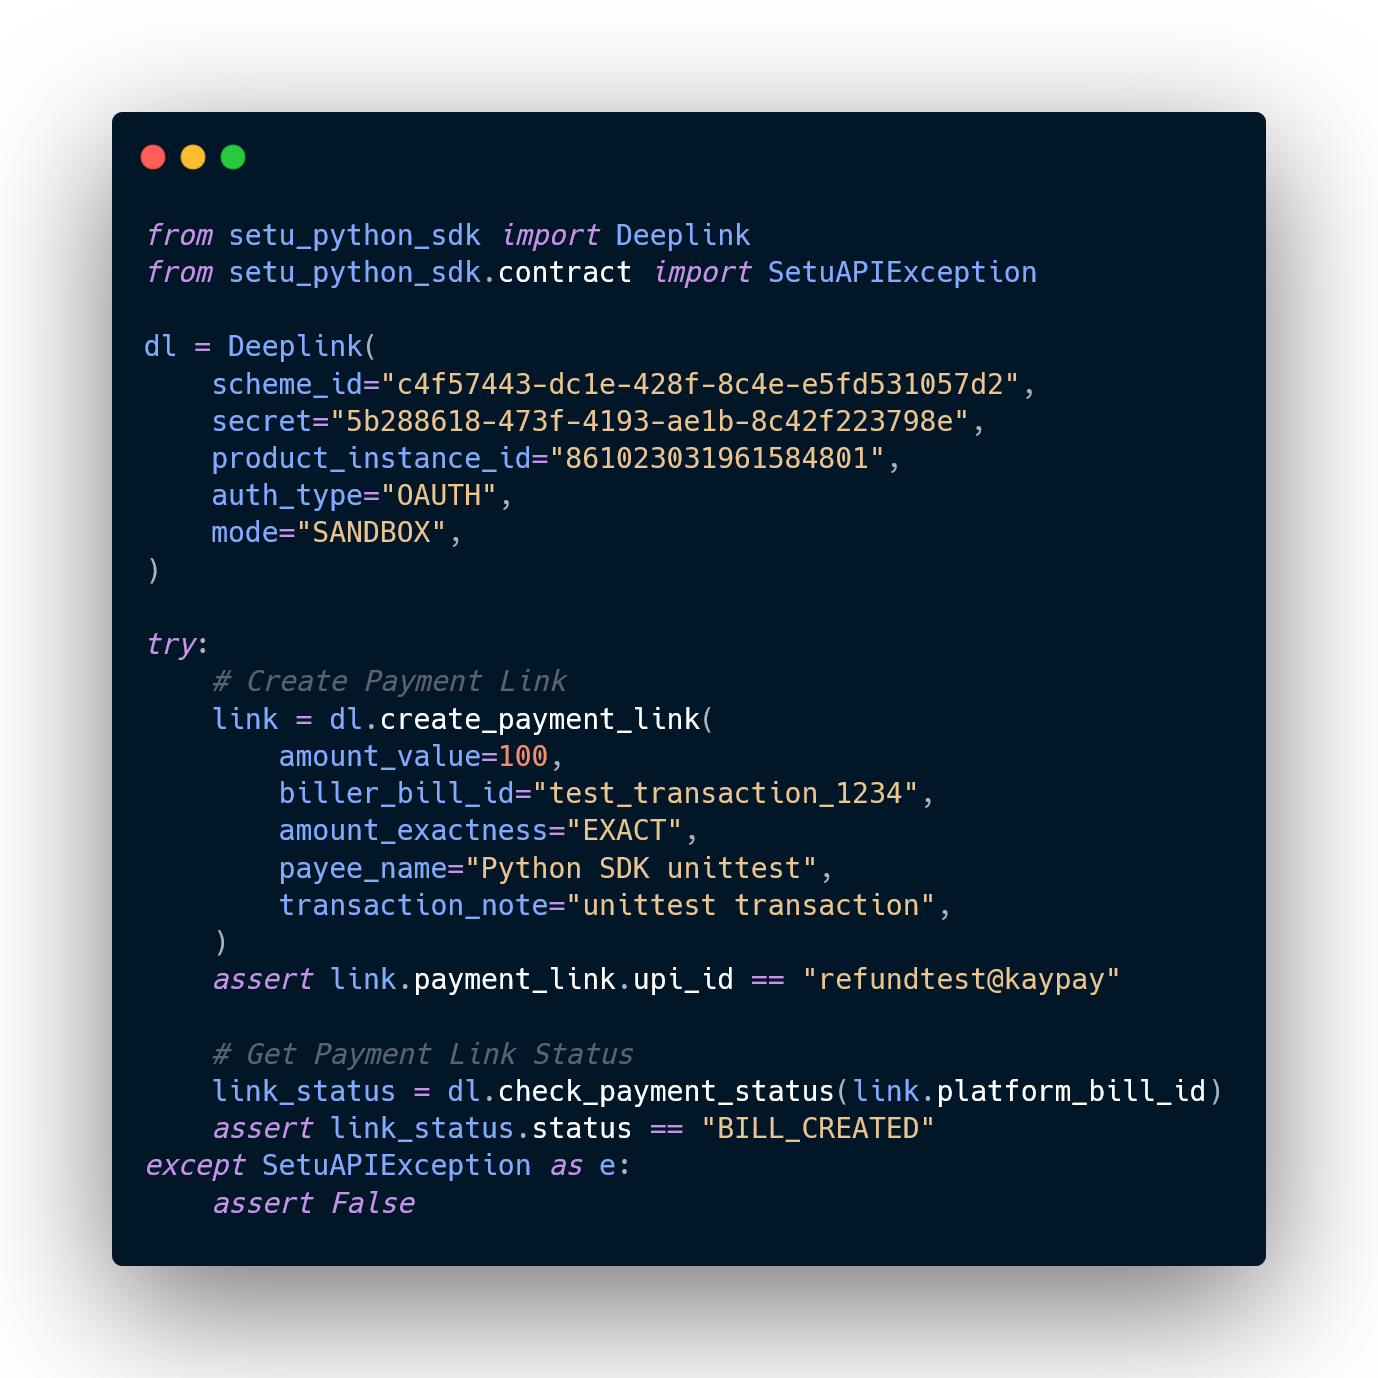 from setu_python_sdk import Deeplink
from setu_python_sdk.contract import SetuAPIException

dl = Deeplink(
    scheme_id="c4f57443-dc1e-428f-8c4e-e5fd531057d2",
    secret="5b288618-473f-4193-ae1b-8c42f223798e",
    product_instance_id="861023031961584801",
    auth_type="OAUTH",
    mode="SANDBOX",
)

try:
    # Create Payment Link
    link = dl.create_payment_link(
        amount_value=100,
        biller_bill_id="test_transaction_1234",
        amount_exactness="EXACT",
        payee_name="Python SDK unittest",
        transaction_note="unittest transaction",
    )
    assert link.payment_link.upi_id == "refundtest@kaypay"

    # Get Payment Link Status
    link_status = dl.check_payment_status(link.platform_bill_id)
    assert link_status.status == "BILL_CREATED"
except SetuAPIException as e:
    assert False